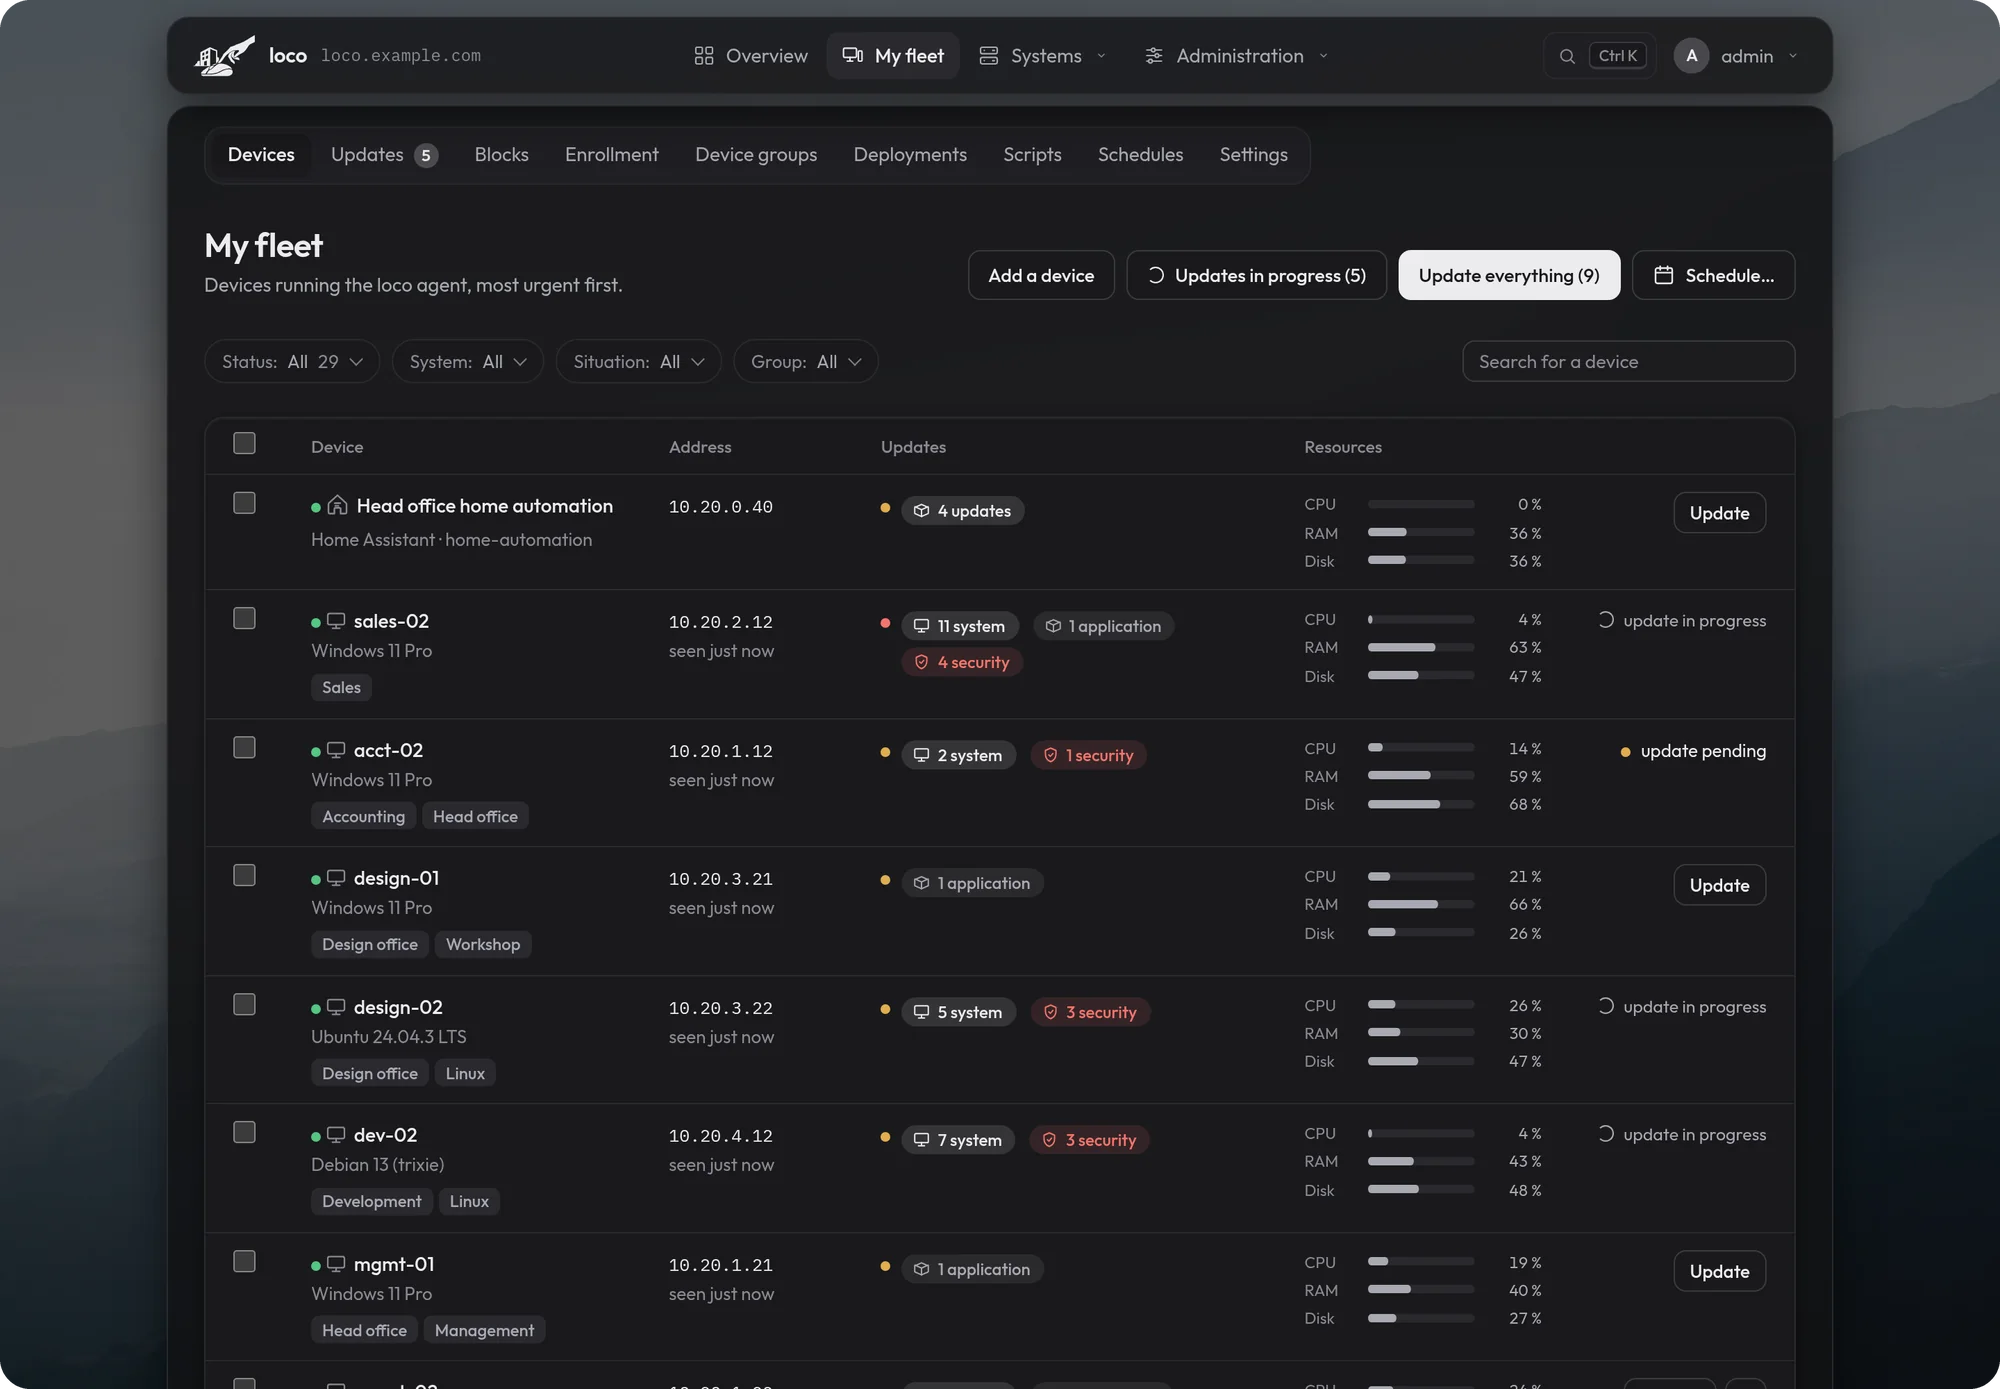 loco loco.example.com Overview My fleet Systems Administration Ctrl K A admin
Devices Updates 5 Blocks Enrollment Device groups Deployments Scripts Schedules Settings
My fleet
Devices running the loco agent, most urgent first.
Add a device Updates in progress (5) Update everything (9) Schedule...
Status: All 29 System: All Situation: All Group: All Search for a device
Device Address Updates Resources
Head office home automation 10.20.0.40 4 updates CPU 0 % Update
Home Assistant · home-automation RAM 36 %
Disk 36 %
sales-02 10.20.2.12 11 system 1 application CPU 4 % update in progress
Windows 11 Pro seen just now 4 security RAM 63 %
Sales Disk 47 %
acct-02 10.20.1.12 2 system 1 security CPU 14 % update pending
Windows 11 Pro seen just now RAM 59 %
Accounting Head office Disk 68 %
design-01 10.20.3.21 1 application CPU 21 % Update
Windows 11 Pro seen just now RAM 66 %
Design office Workshop Disk 26 %
design-02 10.20.3.22 5 system 3 security CPU 26 % update in progress
Ubuntu 24.04.3 LTS seen just now RAM 30 %
Design office Linux Disk 47 %
dev-02 10.20.4.12 7 system 3 security CPU 4 % update in progress
Debian 13 (trixie) seen just now RAM 43 %
Development Linux Disk 48 %
mgmt-01 10.20.1.21 1 application CPU 19 % Update
Windows 11 Pro seen just now RAM 40 %
Head office Management Disk 27 %